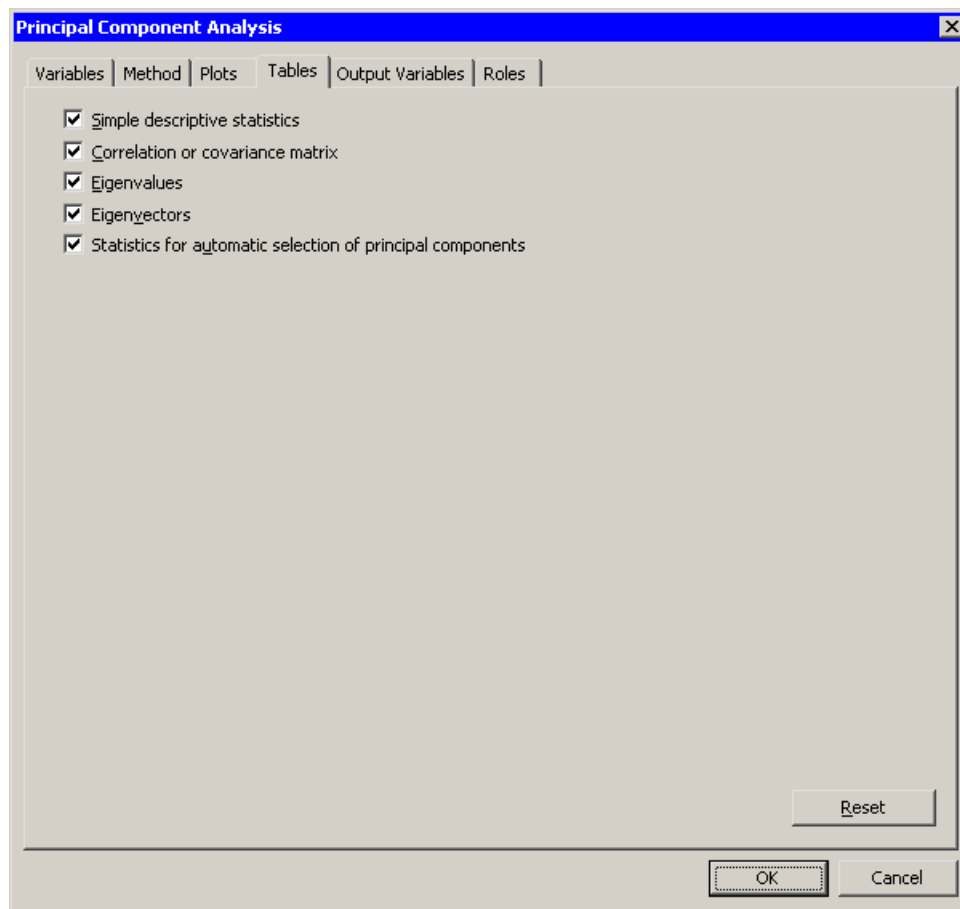 Principal Component Analysis
Variables Method Plots Tables Output Variables Roles
Simple descriptive statistics
Correlation or covariance matrix
Eigenvalues
Eigenvectors
Statistics for automatic selection of principal components
Reset
OK Cancel